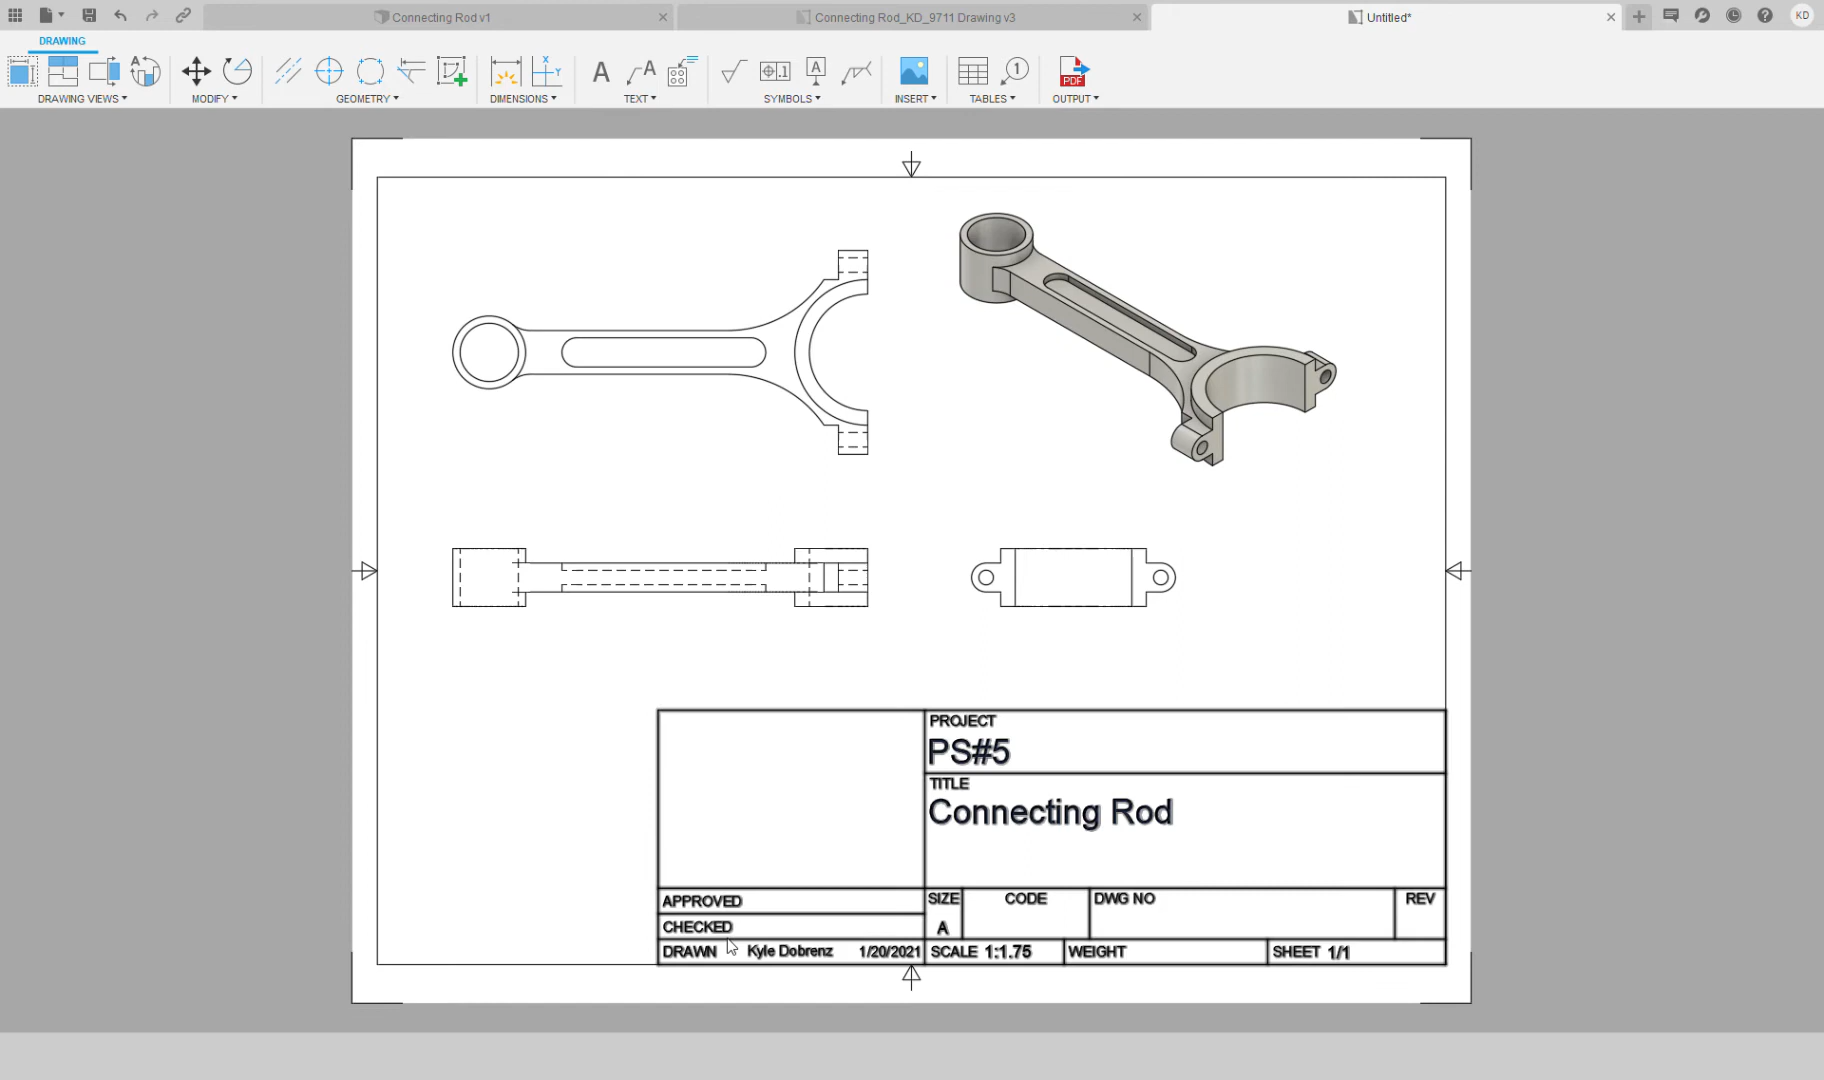 Connecting Rod v1
Connecting Rod_KD_9711 Drawing v3
Untitled*
KD
DRAWING
A
X
Y
A
A
.1
A
1
PDF
DRAWING VIEWS
MODIFY
GEOMETRY
DIMENSIONS
TEXT
SYMBOLS
INSERT
TABLES
OUTPUT
PROJECT
PS#5
TITLE
Connecting Rod
APPROVED
CHECKED
DRAWN Kyle Dobrenz 1/20/2021
SIZE
A
CODE
DWG NO
REV
SCALE 1:1.75
WEIGHT
SHEET 1/1